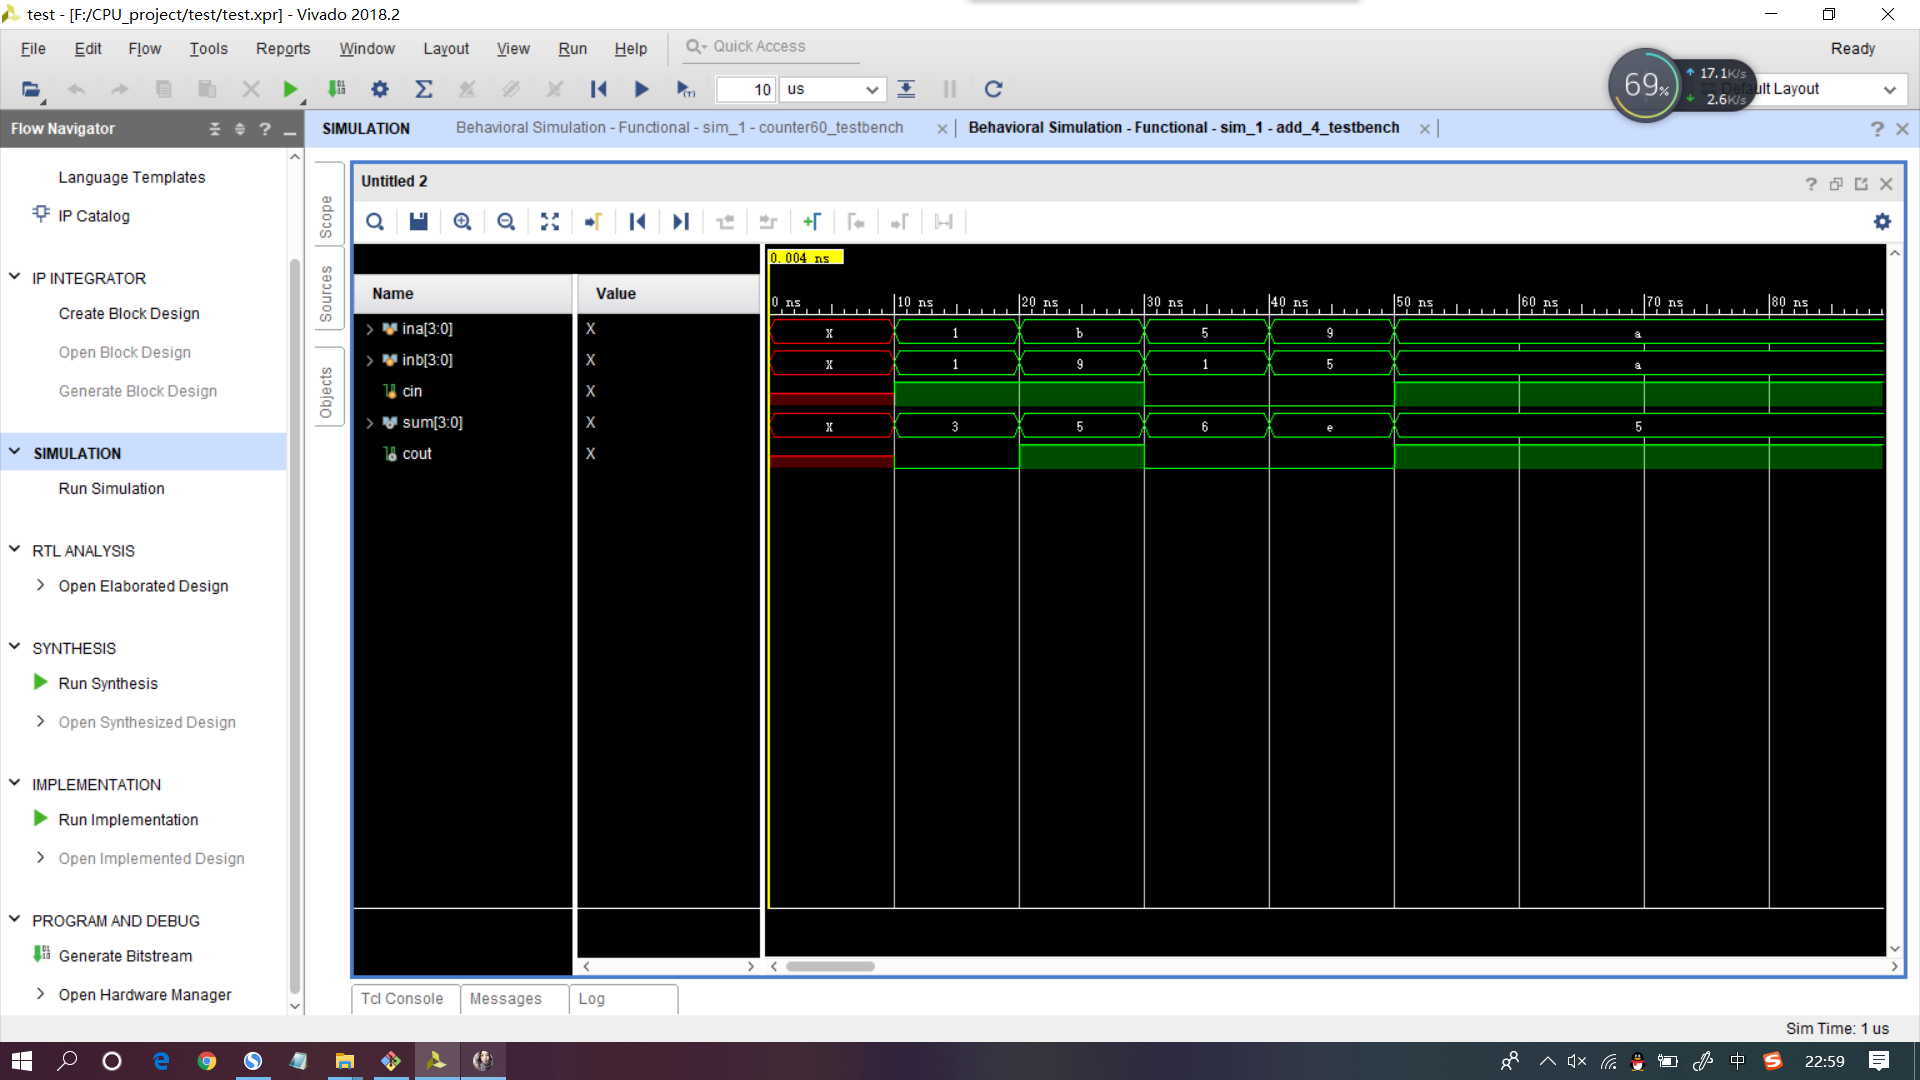 test - [F:/CPU_project/test/test.xpr] - Vivado 2018.2
File Edit Flow Tools Reports Window Layout View Run Help Quick Access Ready
10 us Default Layout
69%
17.1K/s
2.6K/s
Flow Navigator
SIMULATION Behavioral Simulation - Functional - sim_1 - counter60_testbench Behavioral Simulation - Functional - sim_1 - add_4_testbench
Language Templates
IP Catalog
IP INTEGRATOR
Create Block Design
Open Block Design
Generate Block Design
SIMULATION
Run Simulation
RTL ANALYSIS
Open Elaborated Design
SYNTHESIS
Run Synthesis
Open Synthesized Design
IMPLEMENTATION
Run Implementation
Open Implemented Design
PROGRAM AND DEBUG
Generate Bitstream
Open Hardware Manager
Scope
Sources
Objects
Untitled 2
0.004 ns
Name Value
0 ns 10 ns 20 ns 30 ns 40 ns 50 ns 60 ns 70 ns 80 ns
ina[3:0] X X 1 b 5 9 a
inb[3:0] X X 1 9 1 5 a
cin X
sum[3:0] X X 3 5 6 e 5
cout X
Tcl Console Messages Log
Sim Time: 1 us
中 22:59